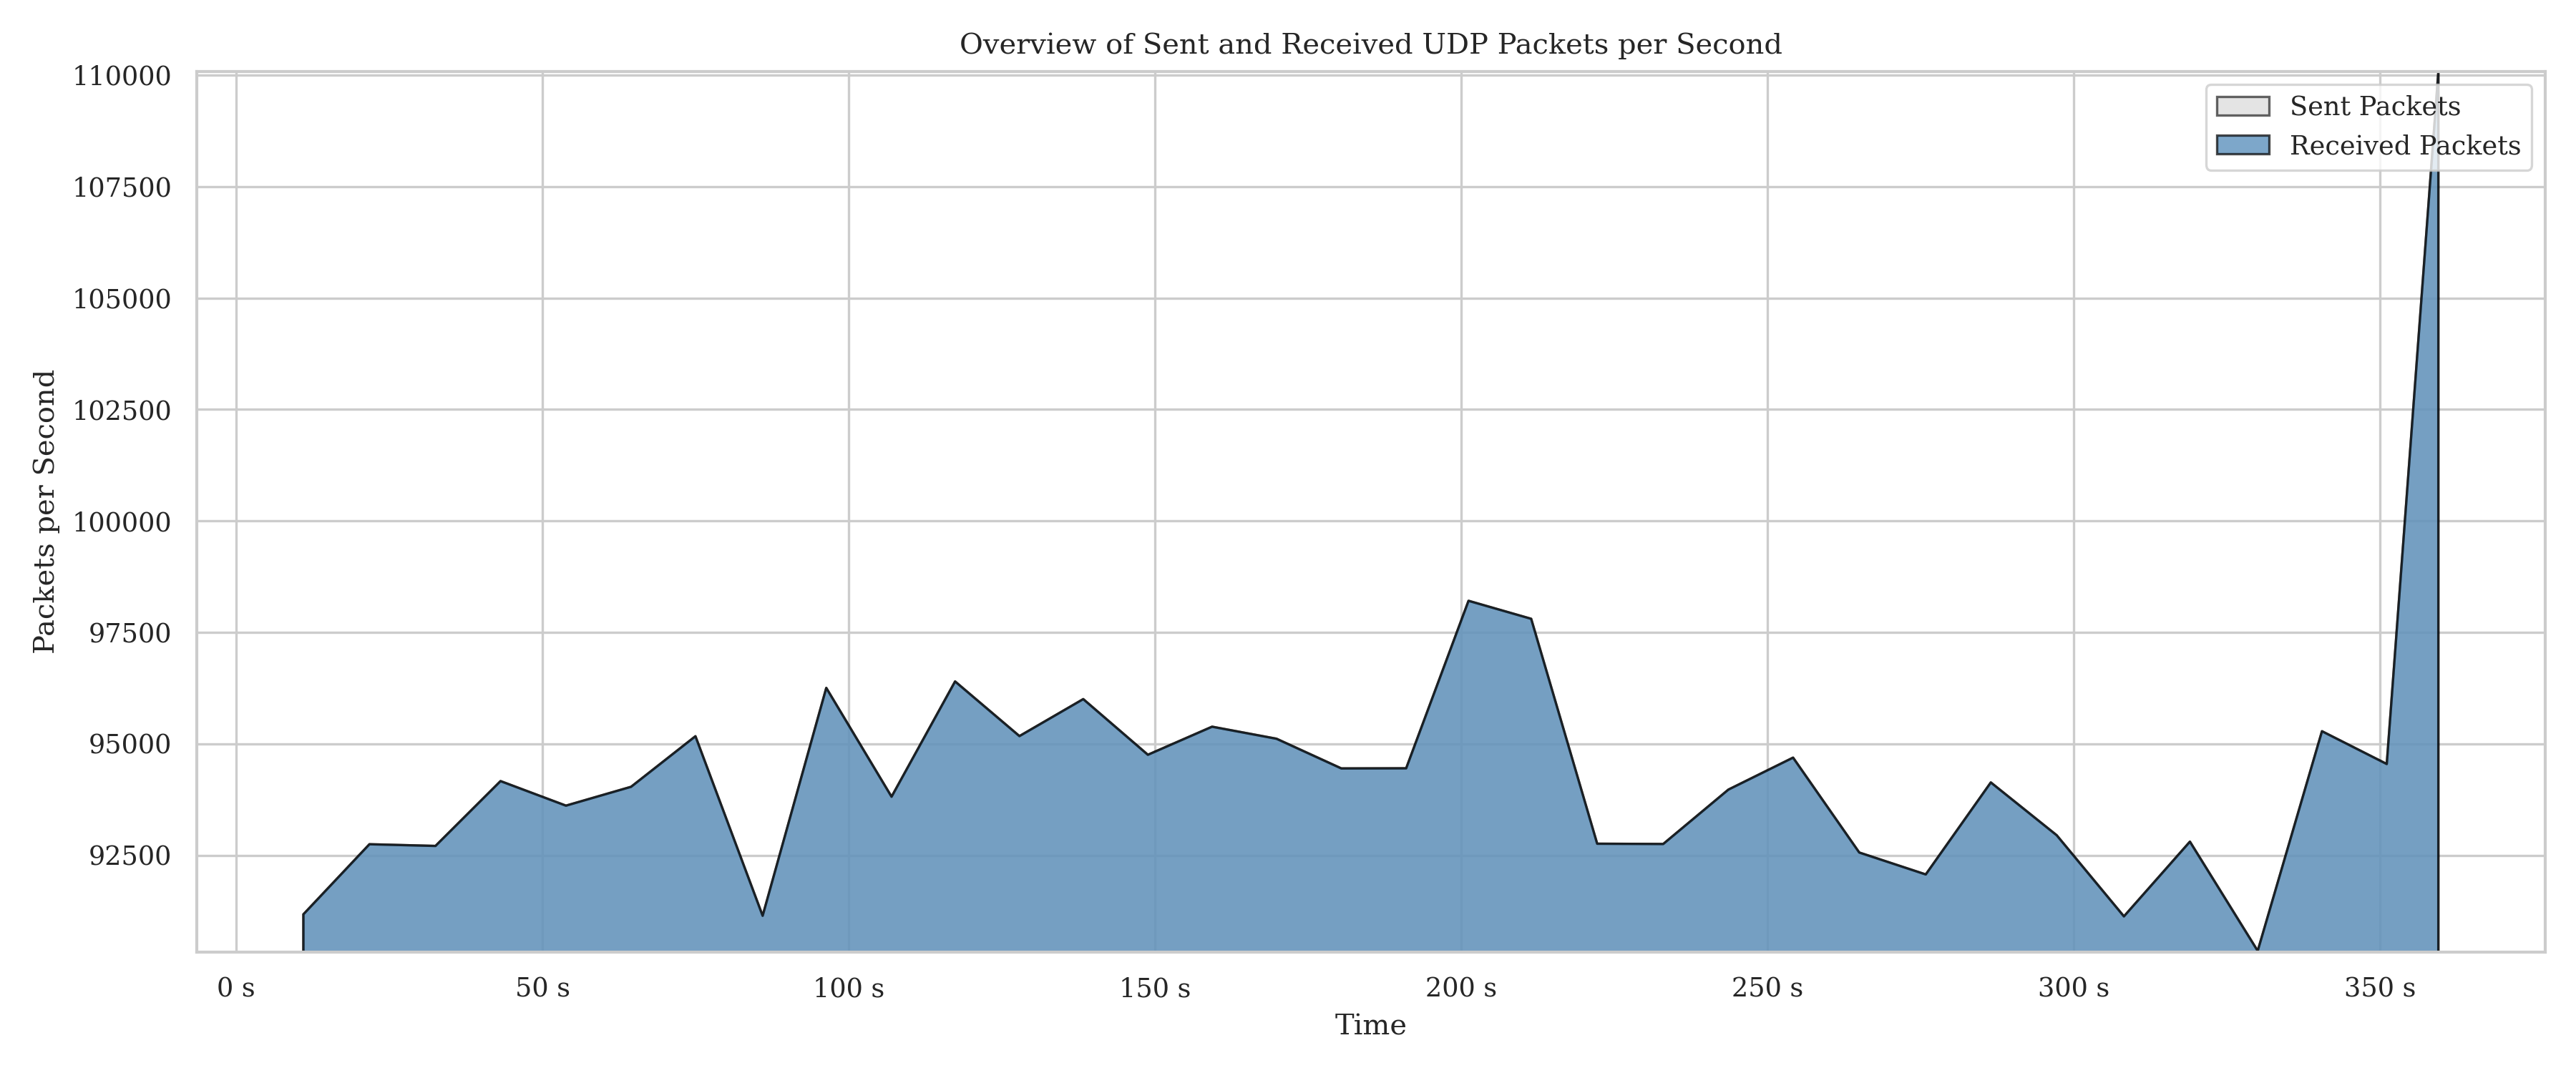 Overview of Sent and Received UDP Packets per Second
110000
107500
105000
102500
100000
97500
95000
92500
Packets per Second
Sent Packets
Received Packets
0 s
50 s
100 s
150 s
200 s
250 s
300 s
350 s
Time